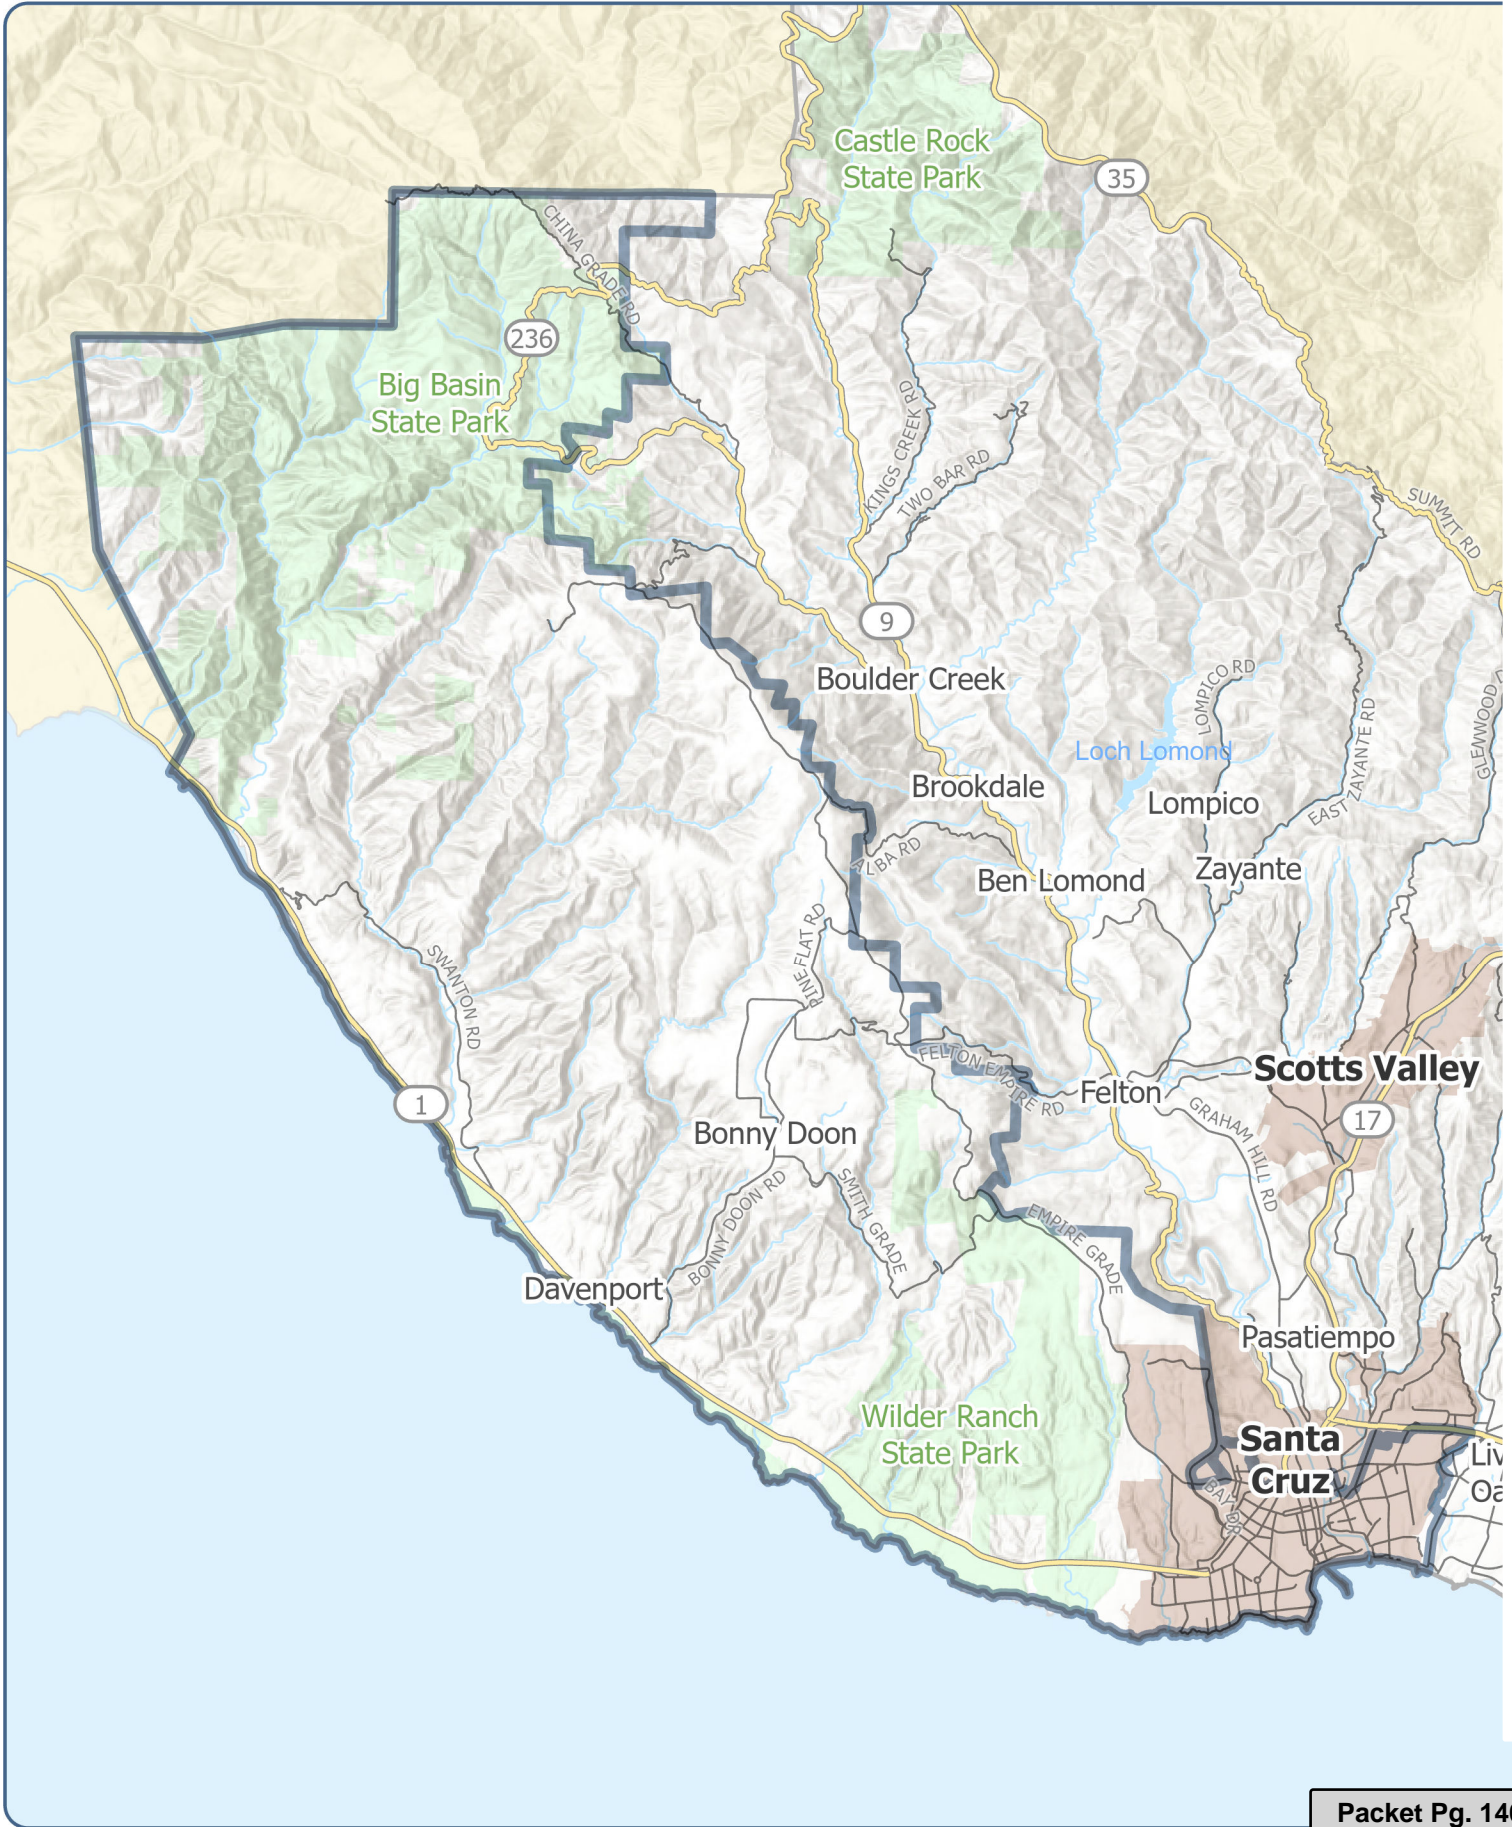 Castle Rock
State Park
35
CHINA GRADE RD
236
Big Basin
State Park
KINGS CREEK RD
TWO BAR RD
SUMMIT RD
9
Boulder Creek
LOMPICO RD
Loch Lomond
EAST ZAYANTE RD
GLENWOOD
Brookdale
Lompico
ALBA RD
Ben Lomond
Zayante
PINE FLAT RD
SWANTON RD
FELTON EMPIRE RD
Scotts Valley
Felton
1
17
GRAHAM HILL RD
Bonny Doon
BONNY DOON RD
SMITH GRADE
EMPIRE GRADE
Davenport
Pasatiempo
Wilder Ranch
State Park
Santa
Cruz
Liv
Oa
BAY DR
Packet Pg. 14